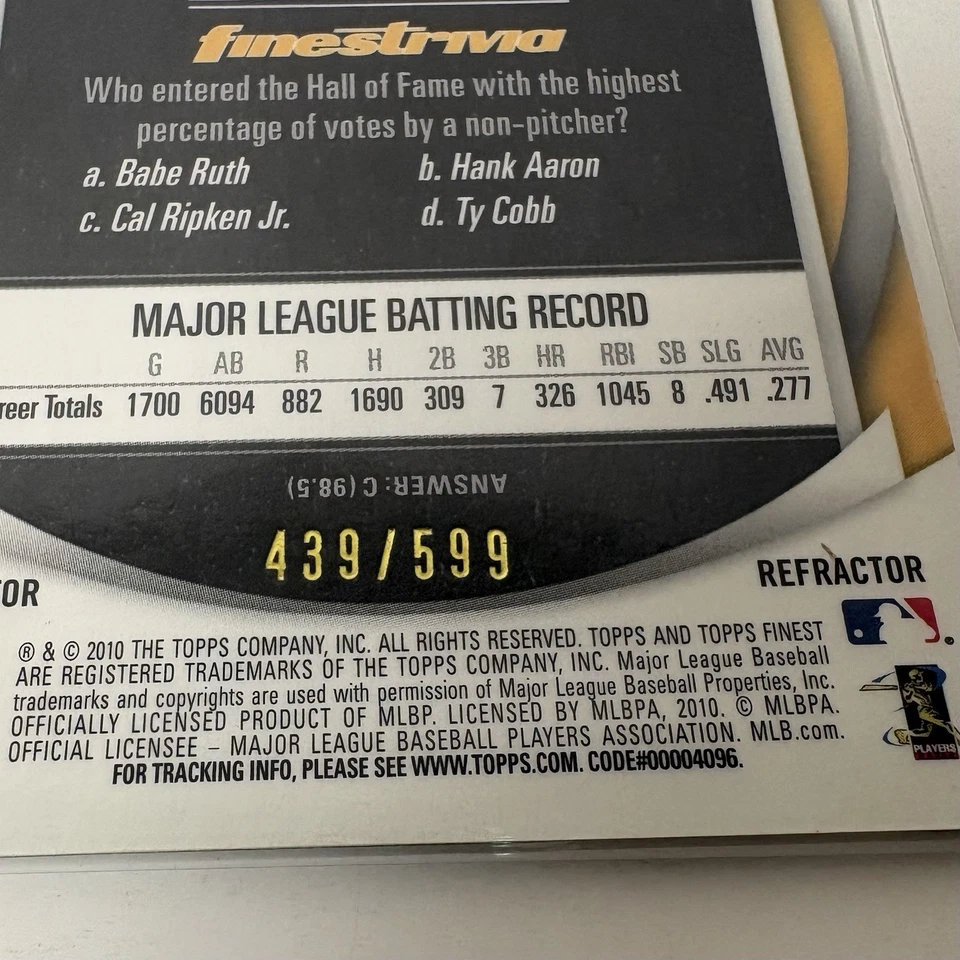 finestrivia
Who entered the Hall of Fame with the highest
percentage of votes by a non-pitcher?
a. Babe Ruth b. Hank Aaron
c. Cal Ripken Jr. d. Ty Cobb
MAJOR LEAGUE BATTING RECORD
G AB R H 2B 3B HR RBI SB SLG AVG
reer Totals 1700 6094 882 1690 309 7 326 1045 8 .491 .277
ANSWER: C (98.5)
439/599
OR REFRACTOR
® & © 2010 THE TOPPS COMPANY, INC. ALL RIGHTS RESERVED. TOPPS AND TOPPS FINEST
ARE REGISTERED TRADEMARKS OF THE TOPPS COMPANY, INC. Major League Baseball
trademarks and copyrights are used with permission of Major League Baseball Properties, Inc.
OFFICIALLY LICENSED PRODUCT OF MLBP. LICENSED BY MLBPA, 2010. © MLBPA.
OFFICIAL LICENSEE – MAJOR LEAGUE BASEBALL PLAYERS ASSOCIATION. MLB.com.
FOR TRACKING INFO, PLEASE SEE WWW.TOPPS.COM. CODE#00004096.
PLAYERS